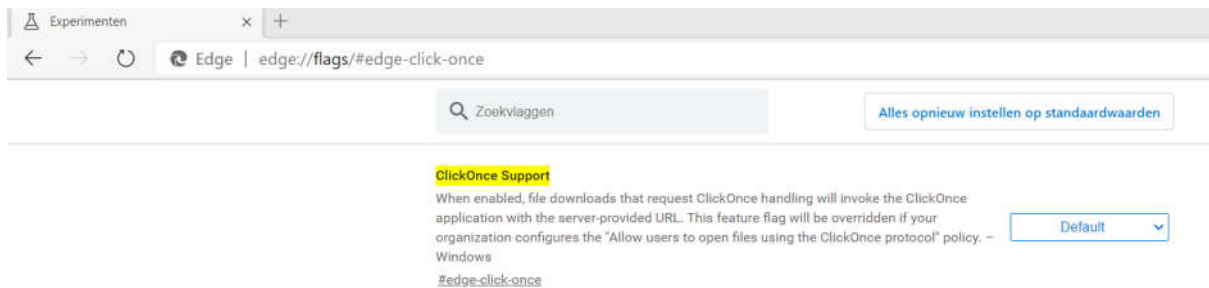 Experimenten
Edge | edge://flags/#edge-click-once
Zoekvlaggen
Alles opnieuw instellen op standaardwaarden
ClickOnce Support
When enabled, file downloads that request ClickOnce handling will invoke the ClickOnce
application with the server-provided URL. This feature flag will be overridden if your
organization configures the "Allow users to open files using the ClickOnce protocol" policy. –
Windows
#edge-click-once
Default